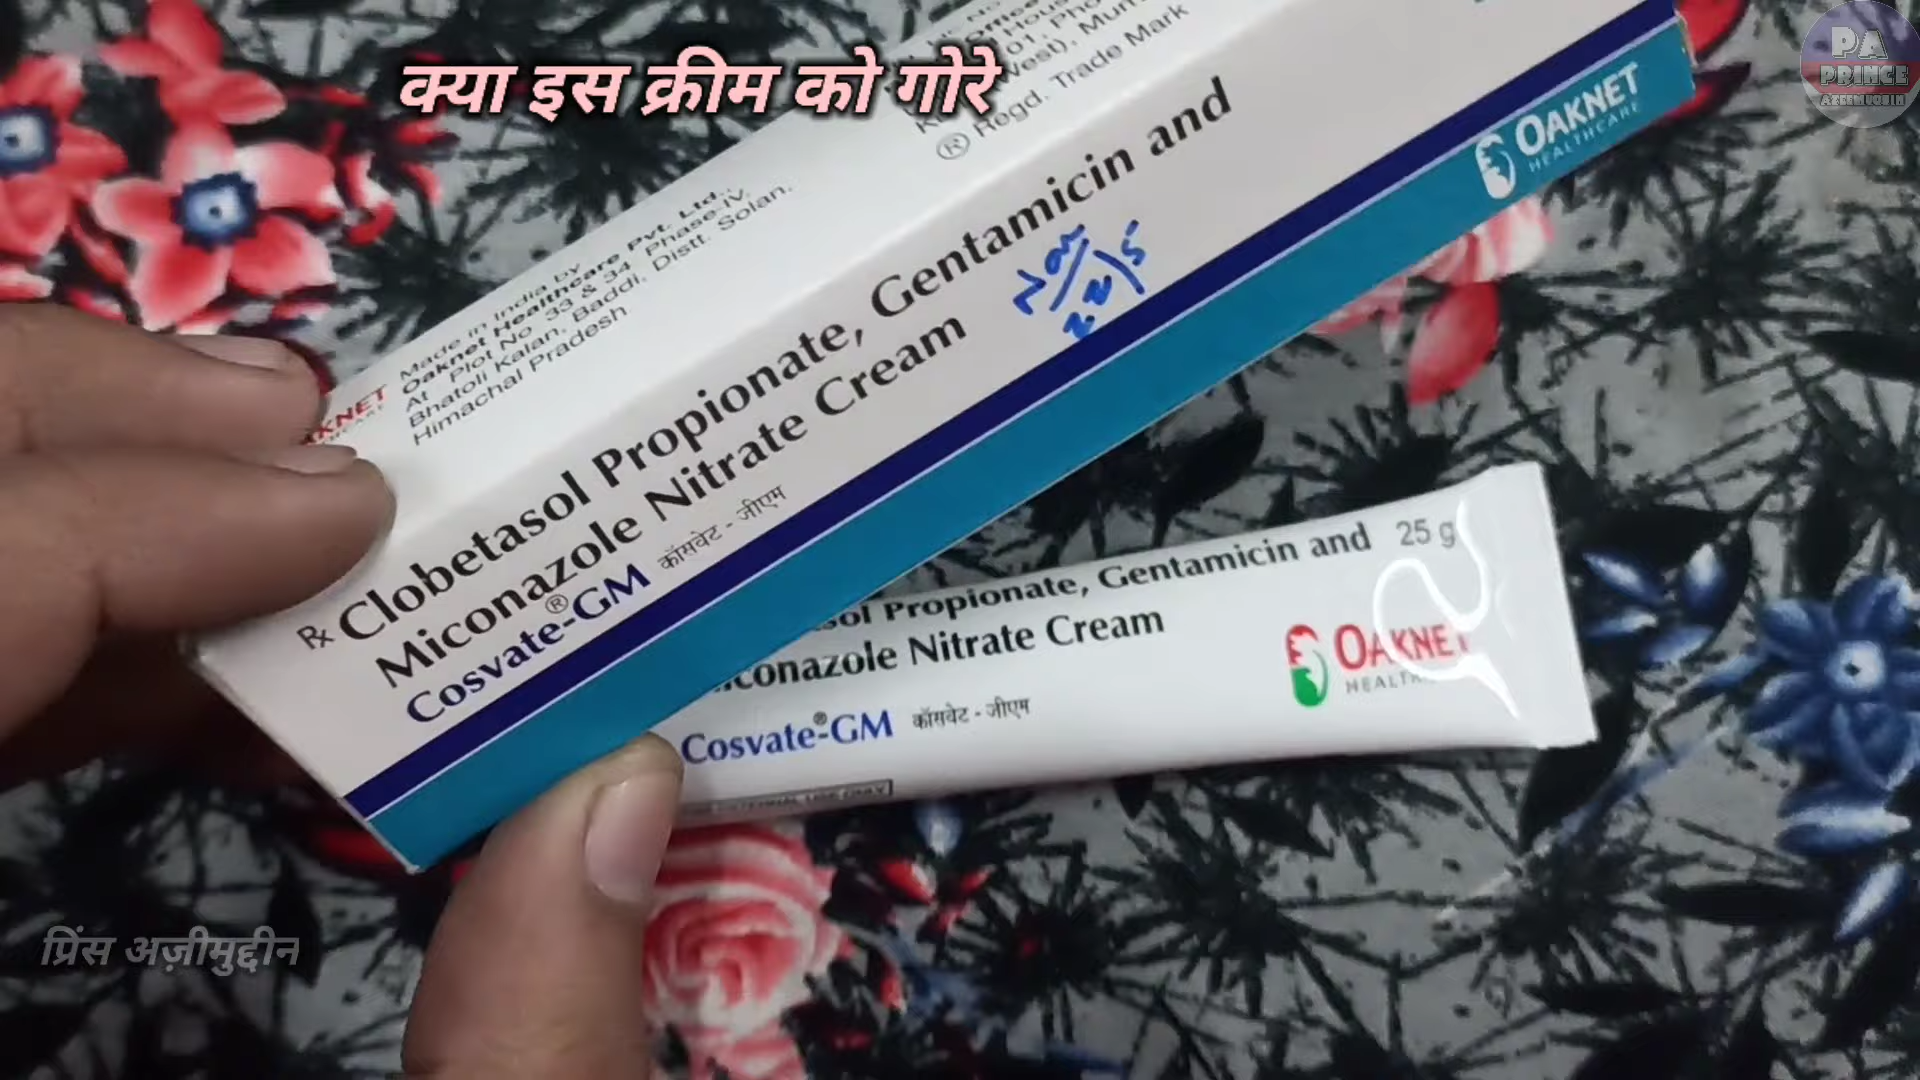 क्या इस क्रीम को गोरे
PA
PRINCE
AZEEMUDDIN
Regd. Trade Mark
OAKNET
HEALTHCARE
Made in India by
Oaknet Healthcare Pvt. Ltd.,
At Plot No. 33 & 34, Phase IV,
Bhatoli Kalan, Baddi, Distt. Solan,
Himachal Pradesh
℞ Clobetasol Propionate, Gentamicin and
Miconazole Nitrate Cream
Cosvate®-GM कॉसवेट - जीएम
Propionate, Gentamicin and 25 g
Nitrate Cream
OAKNET
Cosvate®-GM कॉसवेट - जीएम
प्रिंस अज़ीमुद्दीन